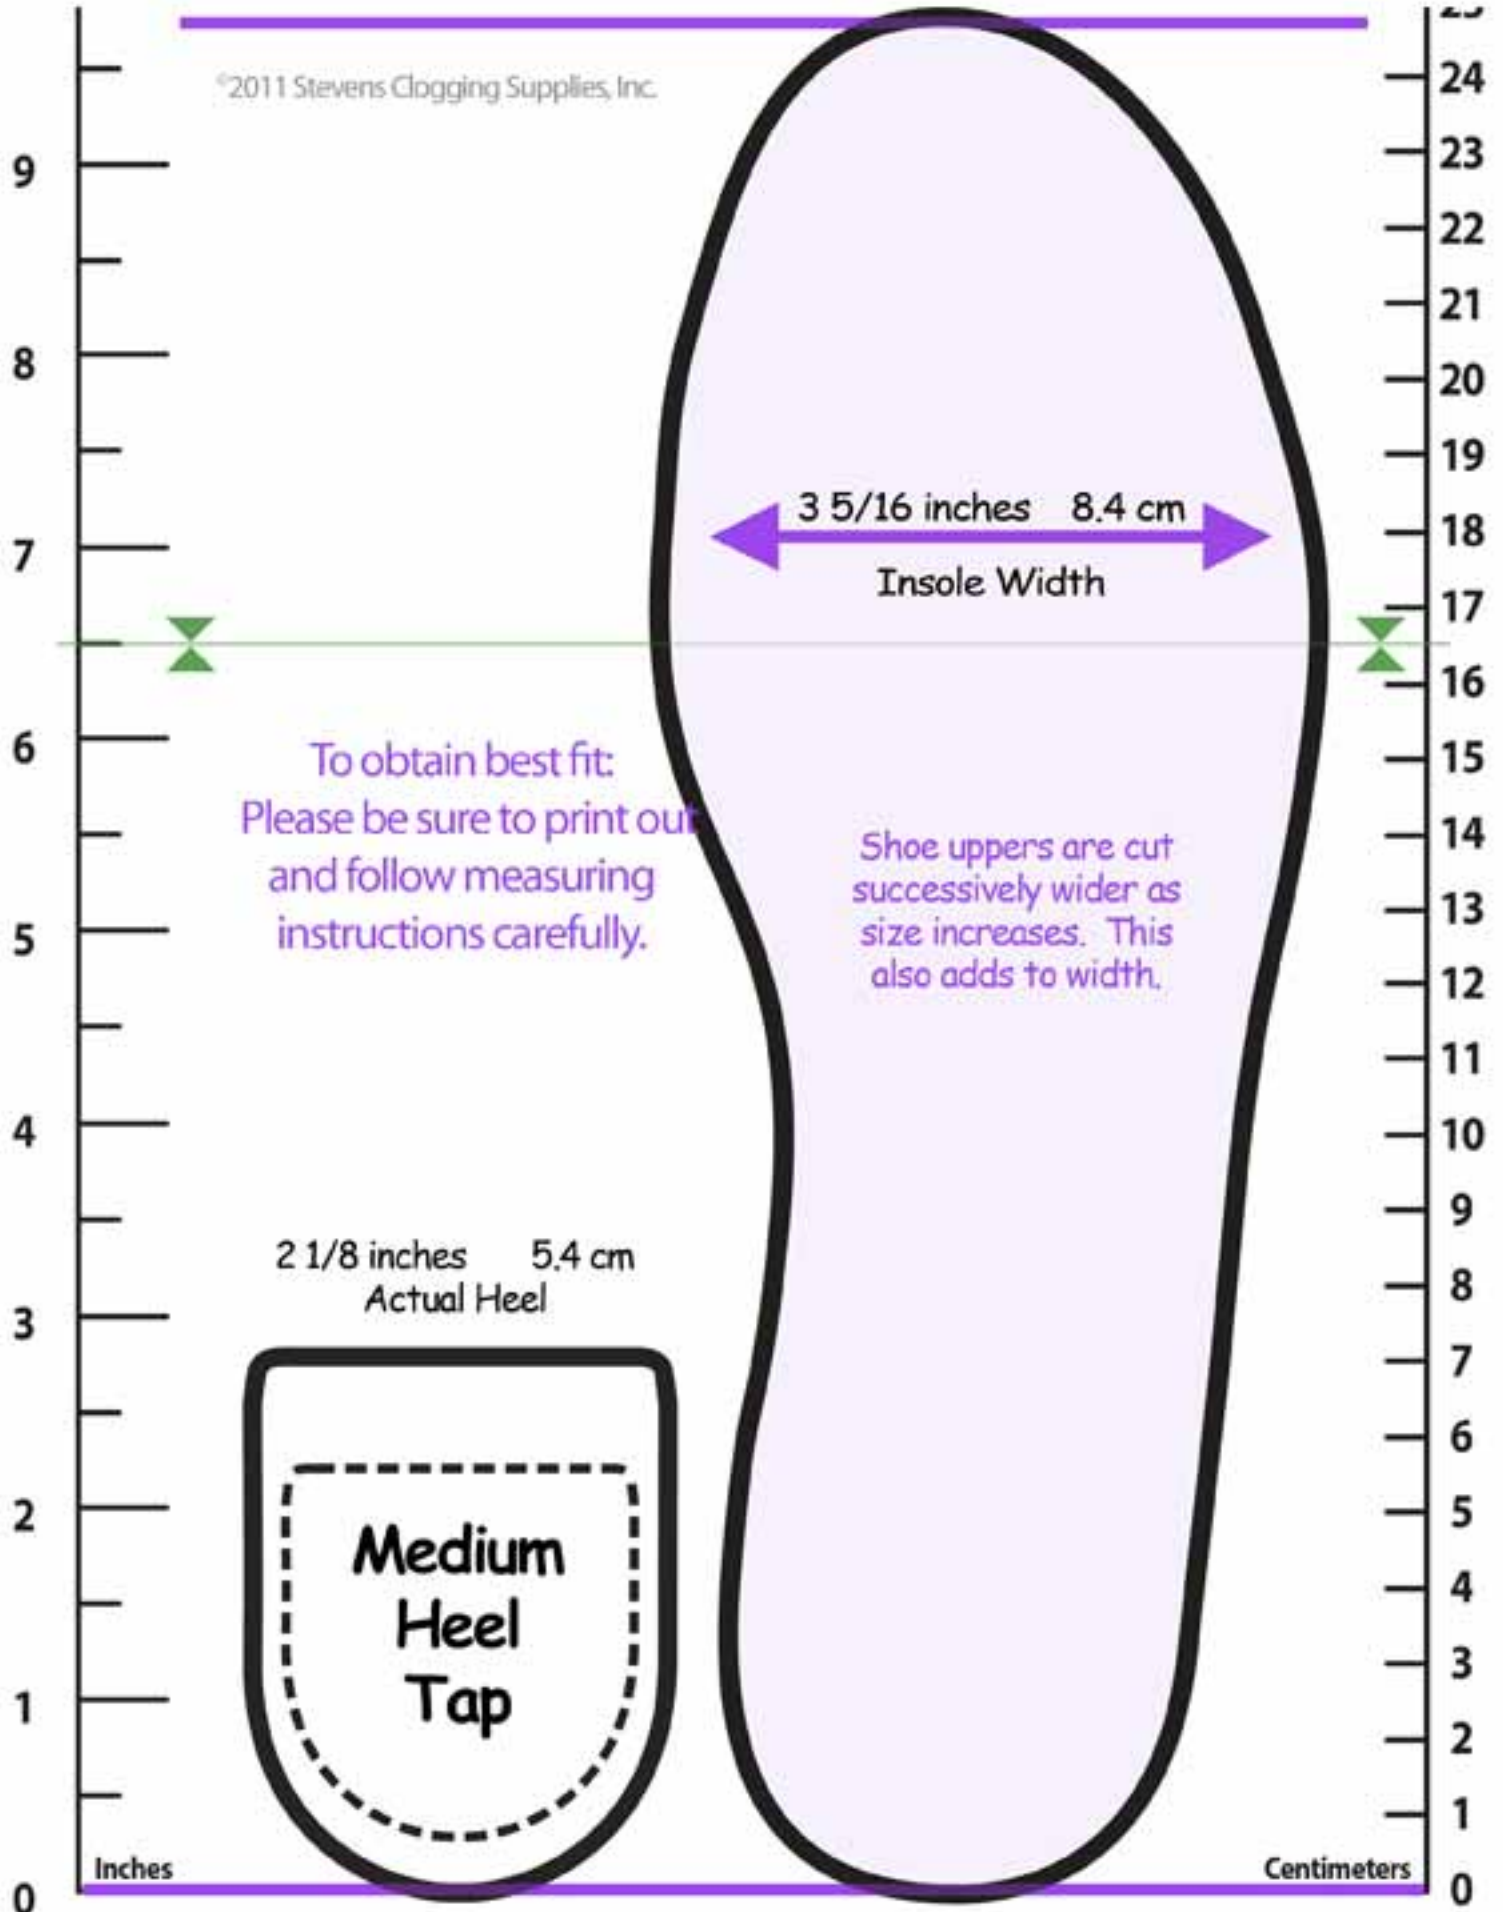 ©2011 Stevens Clogging Supplies, Inc.
3 5/16 inches 8.4 cm
Insole Width
To obtain best fit:
Please be sure to print out
and follow measuring
instructions carefully.
Shoe uppers are cut
successively wider as
size increases. This
also adds to width.
2 1/8 inches 5.4 cm
Actual Heel
Medium
Heel
Tap
9
8
7
6
5
4
3
2
1
0
Inches
24
23
22
21
20
19
18
17
16
15
14
13
12
11
10
9
8
7
6
5
4
3
2
1
0
Centimeters